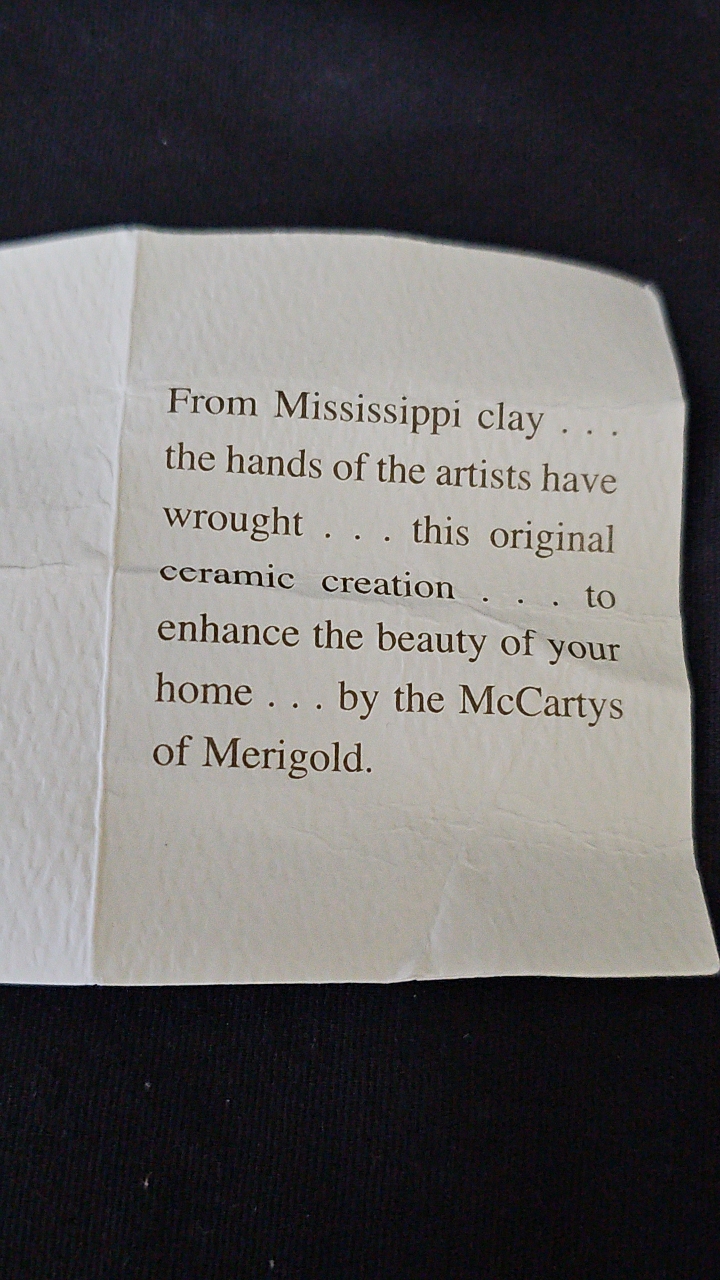 From Mississippi clay . . .
the hands of the artists have
wrought . . . this original
ceramic creation . . . to
enhance the beauty of your
home . . . by the McCartys
of Merigold.